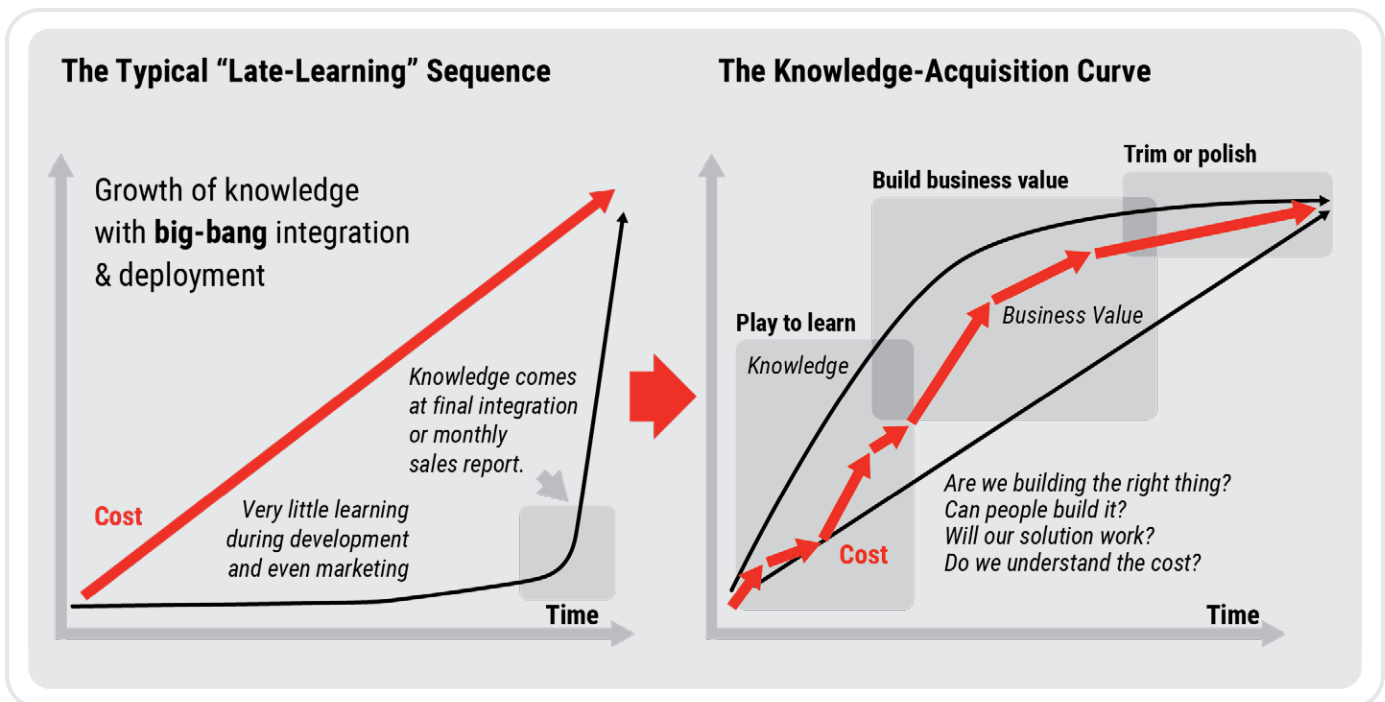 The Typical “Late-Learning” Sequence
Growth of knowledge
with big-bang integration
& deployment
Knowledge comes
at final integration
or monthly
sales report.
Cost
Very little learning
during development
and even marketing
Time
The Knowledge-Acquisition Curve
Trim or polish
Build business value
Play to learn
Knowledge
Business Value
Are we building the right thing?
Can people build it?
Will our solution work?
Do we understand the cost?
Cost
Time